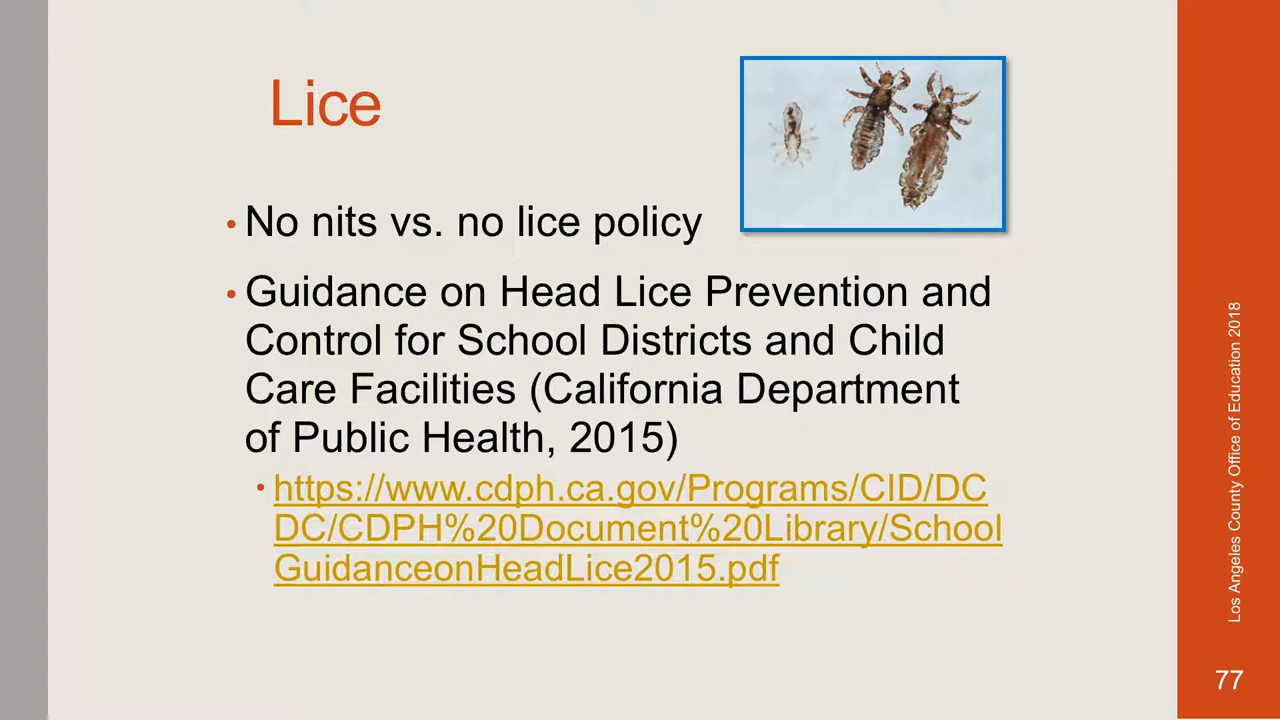 Lice
• No nits vs. no lice policy
• Guidance on Head Lice Prevention and
Control for School Districts and Child
Care Facilities (California Department
of Public Health, 2015)
• https://www.cdph.ca.gov/Programs/CID/DC
DC/CDPH%20Document%20Library/School
GuidanceonHeadLice2015.pdf
Los Angeles County Office of Education 2018
77